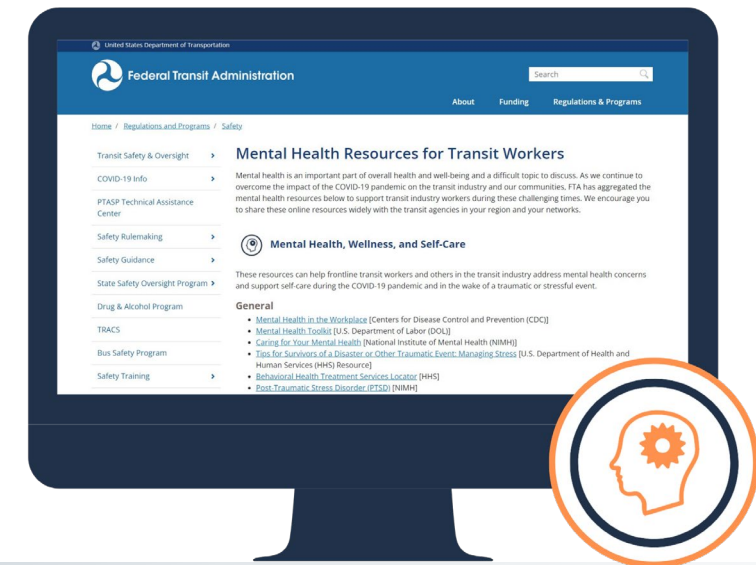 United States Department of Transportation
Federal Transit Administration
Search
About Funding Regulations & Programs
Home / Regulations and Programs / Safety
Transit Safety & Oversight
COVID-19 Info
PTASP Technical Assistance
Center
Safety Rulemaking
Safety Guidance
State Safety Oversight Program
Drug & Alcohol Program
TRACS
Bus Safety Program
Safety Training
Mental Health Resources for Transit Workers
Mental health is an important part of overall health and well-being and a difficult topic to discuss. As we continue to
overcome the impact of the COVID-19 pandemic on the transit industry and our communities, FTA has aggregated the
mental health resources below to support transit industry workers during these challenging times. We encourage you
to share these online resources widely with the transit agencies in your region and your networks.
Mental Health, Wellness, and Self-Care
These resources can help frontline transit workers and others in the transit industry address mental health concerns
and support self-care during the COVID-19 pandemic and in the wake of a traumatic or stressful event.
General
• Mental Health in the Workplace [Centers for Disease Control and Prevention (CDC)]
• Mental Health Toolkit [U.S. Department of Labor (DOL)]
• Caring for Your Mental Health [National Institute of Mental Health (NIMH)]
• Tips for Survivors of a Disaster or Other Traumatic Event: Managing Stress [U.S. Department of Health and
Human Services (HHS) Resource]
• Behavioral Health Treatment Services Locator [HHS]
• Post-Traumatic Stress Disorder (PTSD) [NIMH]